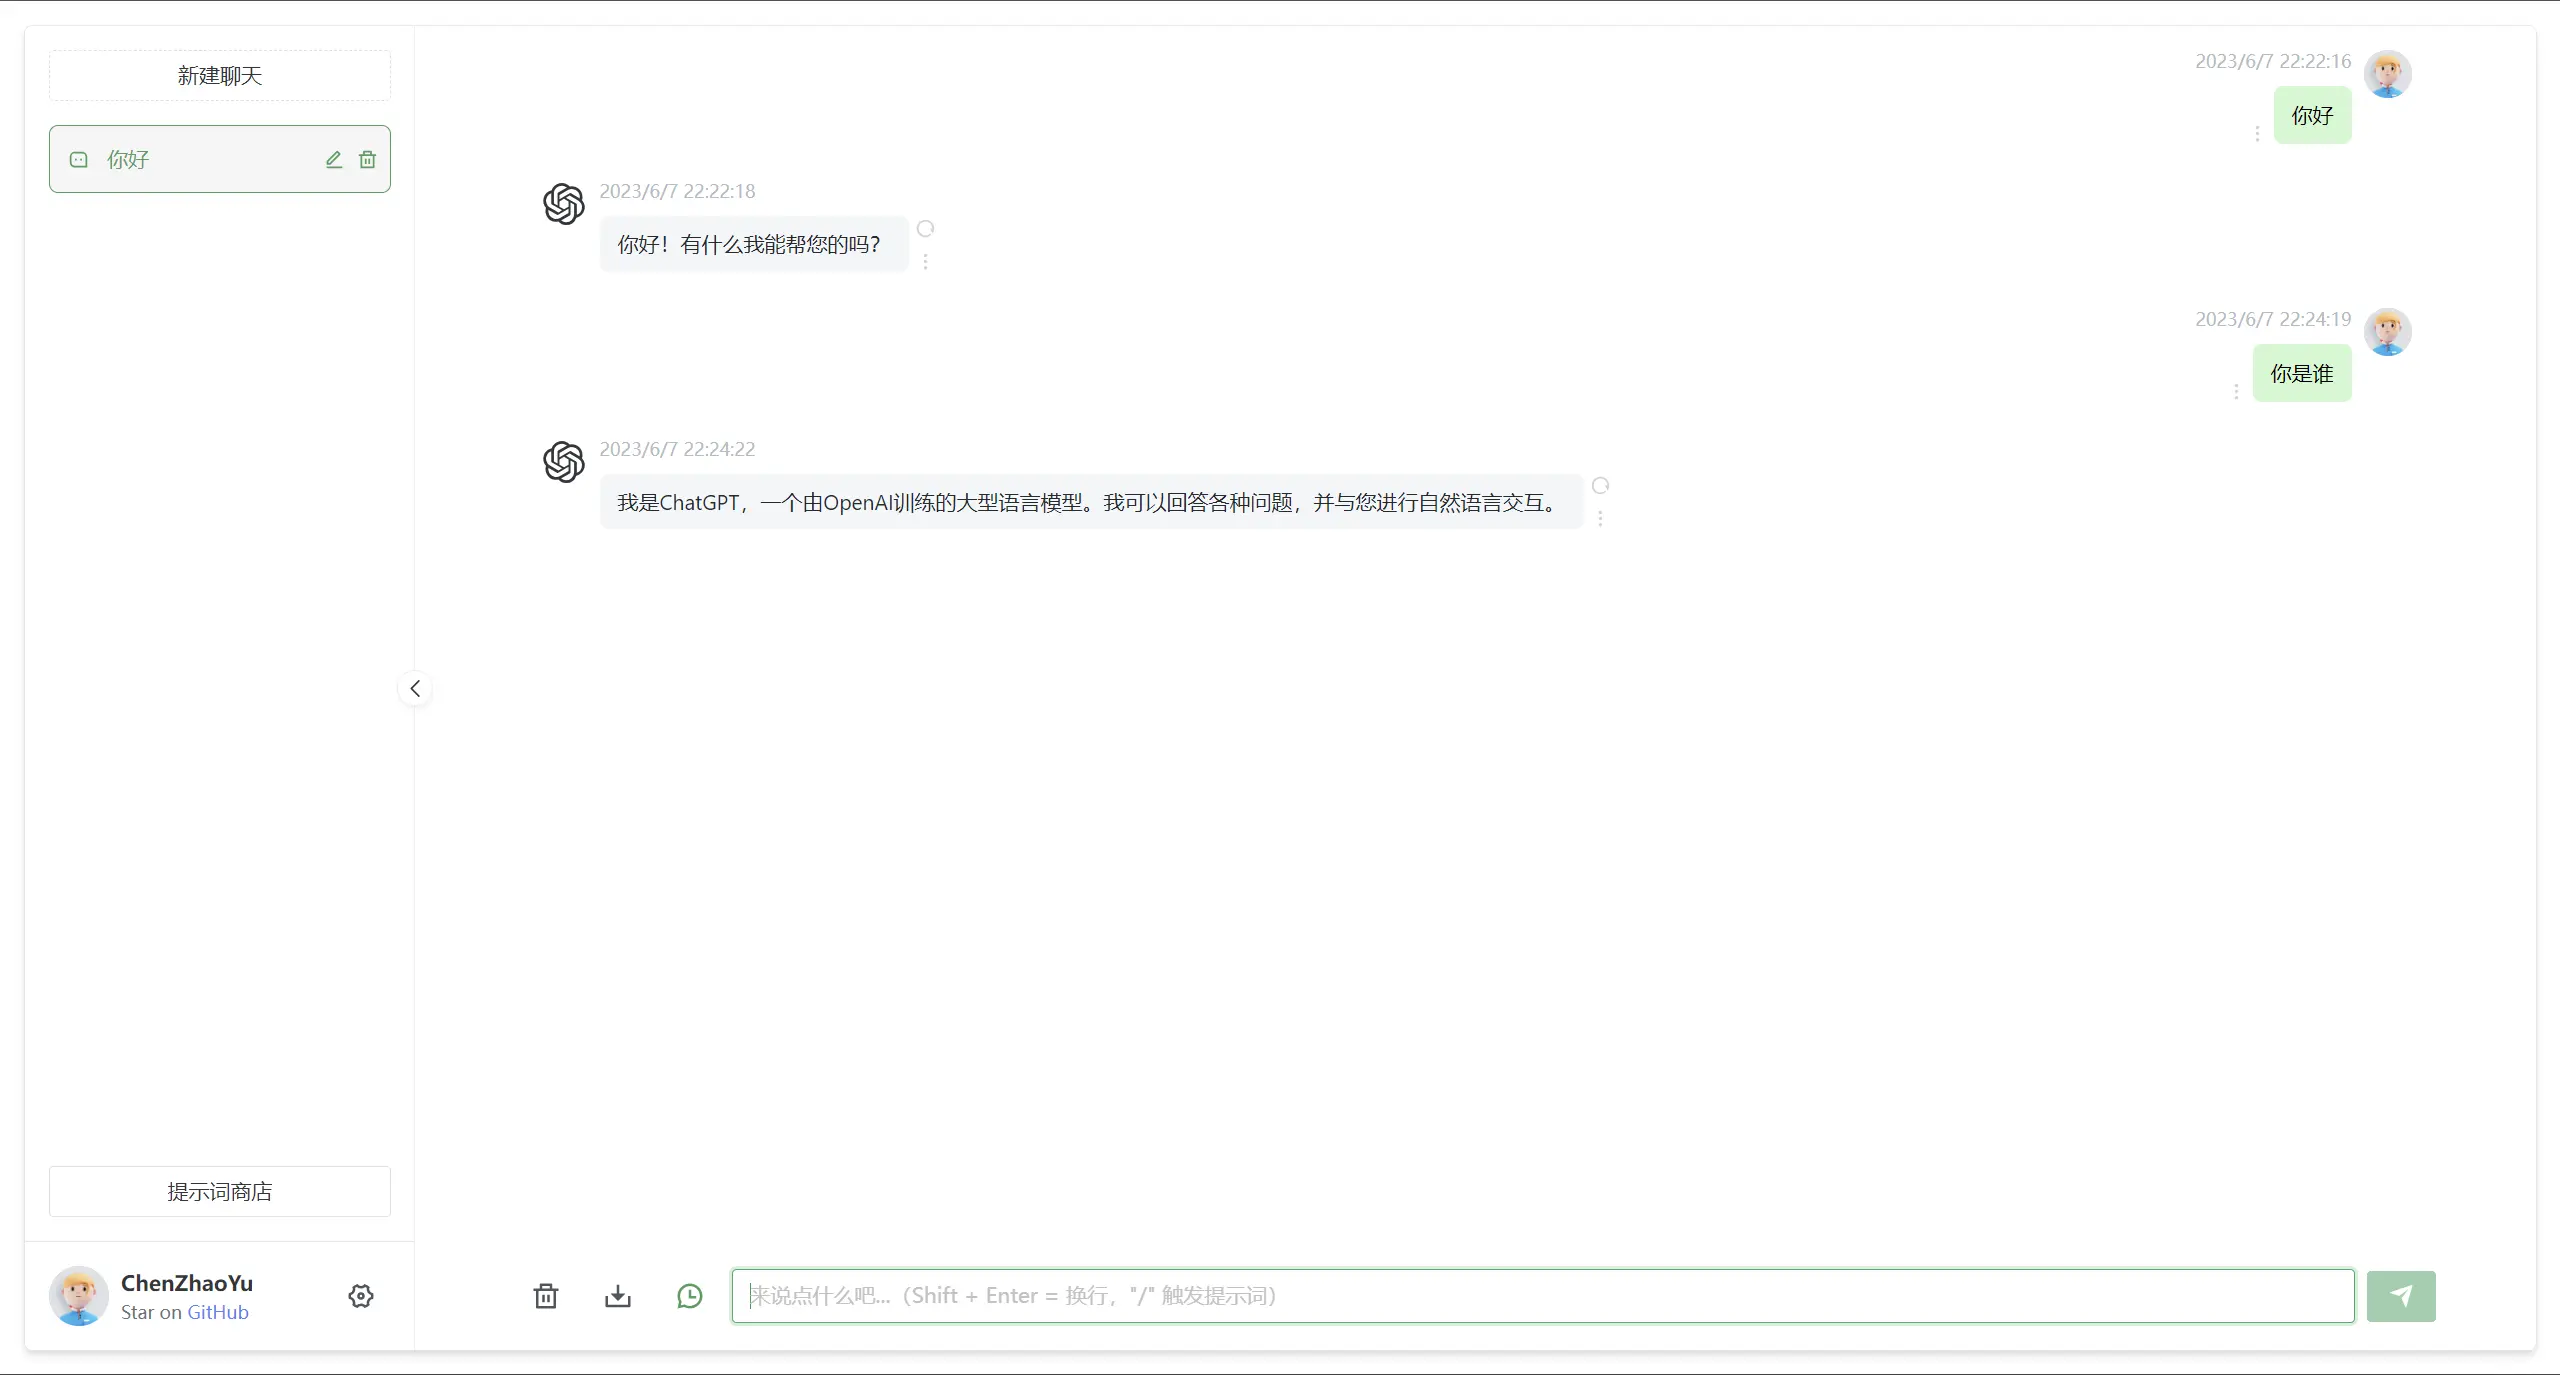 新建聊天
你好
提示词商店
ChenZhaoYu
Star on GitHub
2023/6/7 22:22:16
你好
2023/6/7 22:22:18
你好！有什么我能帮您的吗？
2023/6/7 22:24:19
你是谁
2023/6/7 22:24:22
我是ChatGPT，一个由OpenAI训练的大型语言模型。我可以回答各种问题，并与您进行自然语言交互。
来说点什么吧...（Shift + Enter = 换行，"/" 触发提示词）